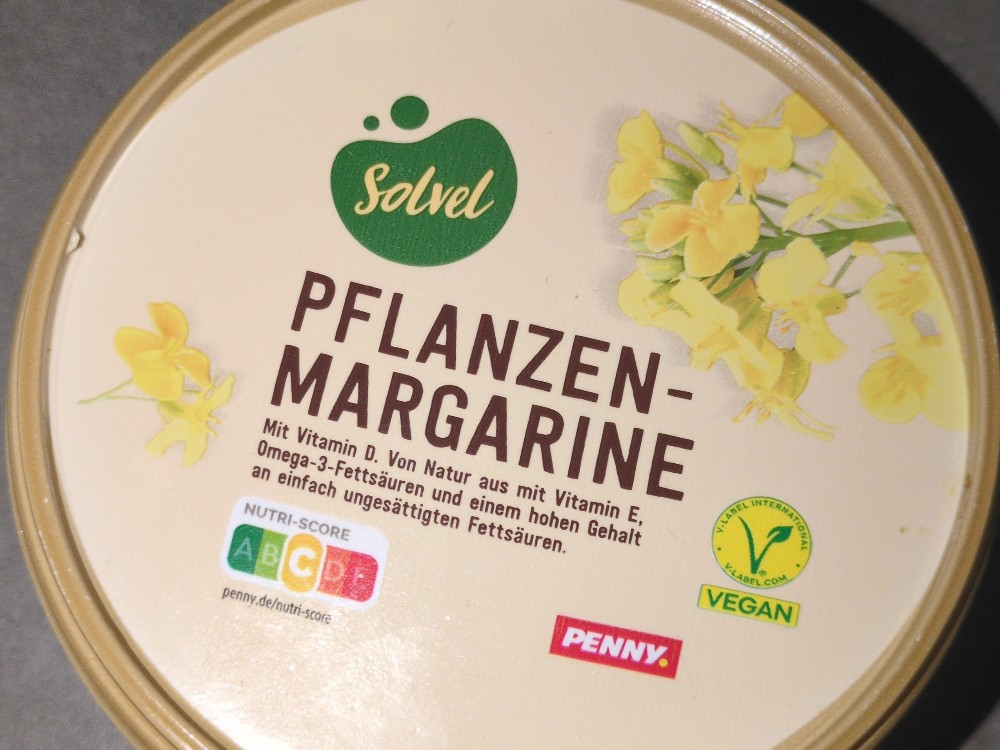 Solvel
PFLANZEN-
MARGARINE
Mit Vitamin D. Von Natur aus mit Vitamin E,
Omega-3-Fettsäuren und einem hohen Gehalt
an einfach ungesättigten Fettsäuren.
NUTRI-SCORE
A B C D E
penny.de/nutri-score
V-LABEL INTERNATIONAL
V-LABEL.COM
®
VEGAN
PENNY.